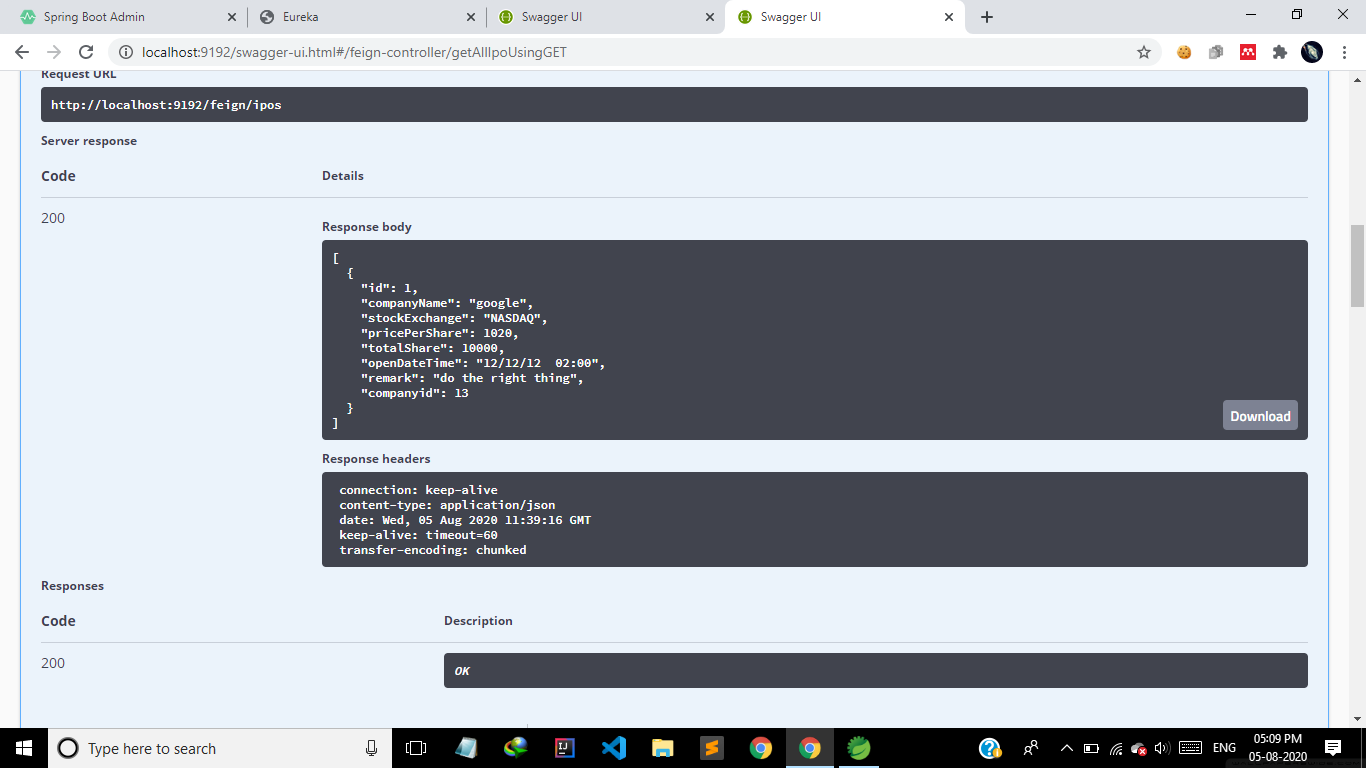 Spring Boot Admin
Eureka
Swagger UI
Swagger UI
localhost:9192/swagger-ui.html#/feign-controller/getAllIpoUsingGET
Request URL
http://localhost:9192/feign/ipos
Server response
Code Details
200
Response body
[
  {
    "id": 1,
    "companyName": "google",
    "stockExchange": "NASDAQ",
    "pricePerShare": 1020,
    "totalShare": 10000,
    "openDateTime": "12/12/12  02:00",
    "remark": "do the right thing",
    "companyid": 13
  }
]
Download
Response headers
connection: keep-alive
content-type: application/json
date: Wed, 05 Aug 2020 11:39:16 GMT
keep-alive: timeout=60
transfer-encoding: chunked
Responses
Code Description
200
OK
Type here to search
ENG
05:09 PM
05-08-2020